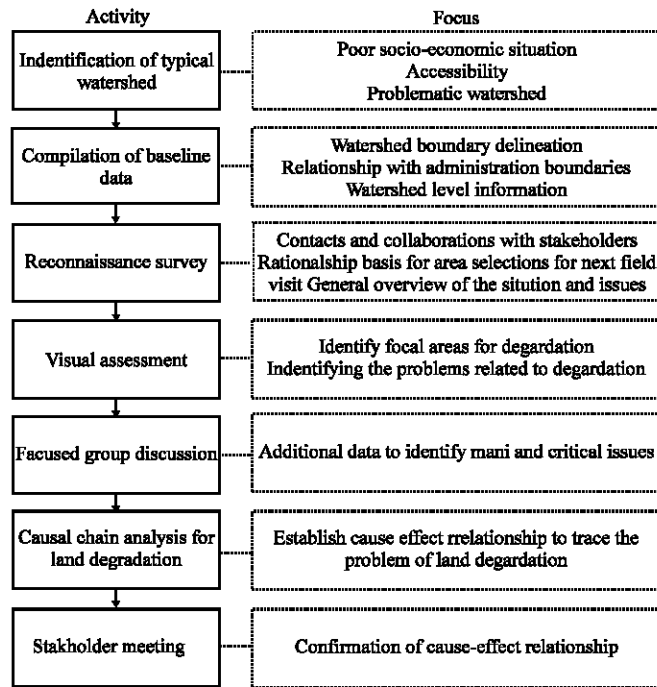 Activity
Focus
Indentification of typical
watershed
Poor socio-economic situation
Accessibility
Problematic watershed
Compilation of baseline
data
Watershed boundary delineation
Relationship with administration boundaries
Watershed level information
Reconnaissance survey
Contacts and collaborations with stakeholders
Rationalship basis for area selections for next field
visit General overview of the sitution and issues
Visual assessment
Identify focal areas for degardation
Indentifying the problems related to degardation
Facused group discussion
Additional data to identify mani and critical issues
Causal chain analysis for
land degradation
Establish cause effect rrelationship to trace the
problem of land degardation
Stakholder meeting
Confirmation of cause-effect relationship